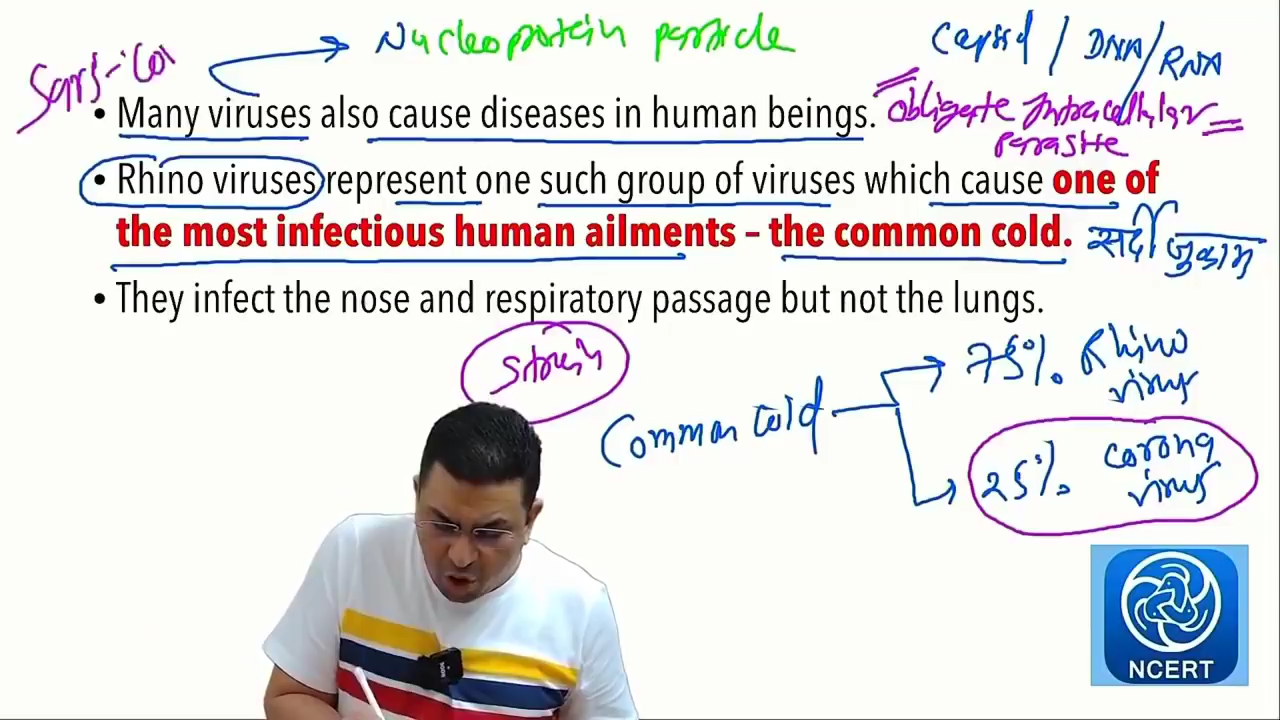 Nucleoprotein particle
Capsid / DNA/RNA
Sars-Cov
• Many viruses also cause diseases in human beings.
obligate Intracellular
parasite
• Rhino viruses represent one such group of viruses which cause one of
the most infectious human ailments – the common cold.
सर्दी जुकाम
• They infect the nose and respiratory passage but not the lungs.
strain
Common cold
75% Rhino
virus
25% corona
virus
NCERT